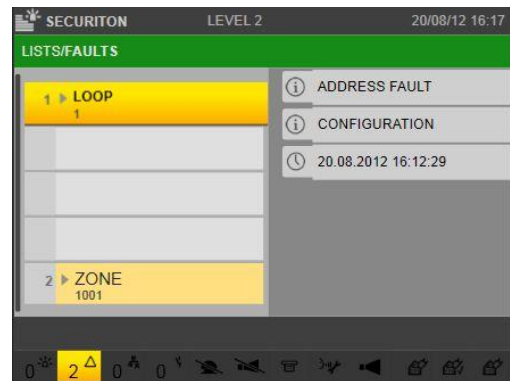 SECURITON LEVEL 2 20/08/12 16:17
LISTS/FAULTS
1 LOOP
1
ADDRESS FAULT
CONFIGURATION
20.08.2012 16:12:29
2 ZONE
1001
0 2 0 0